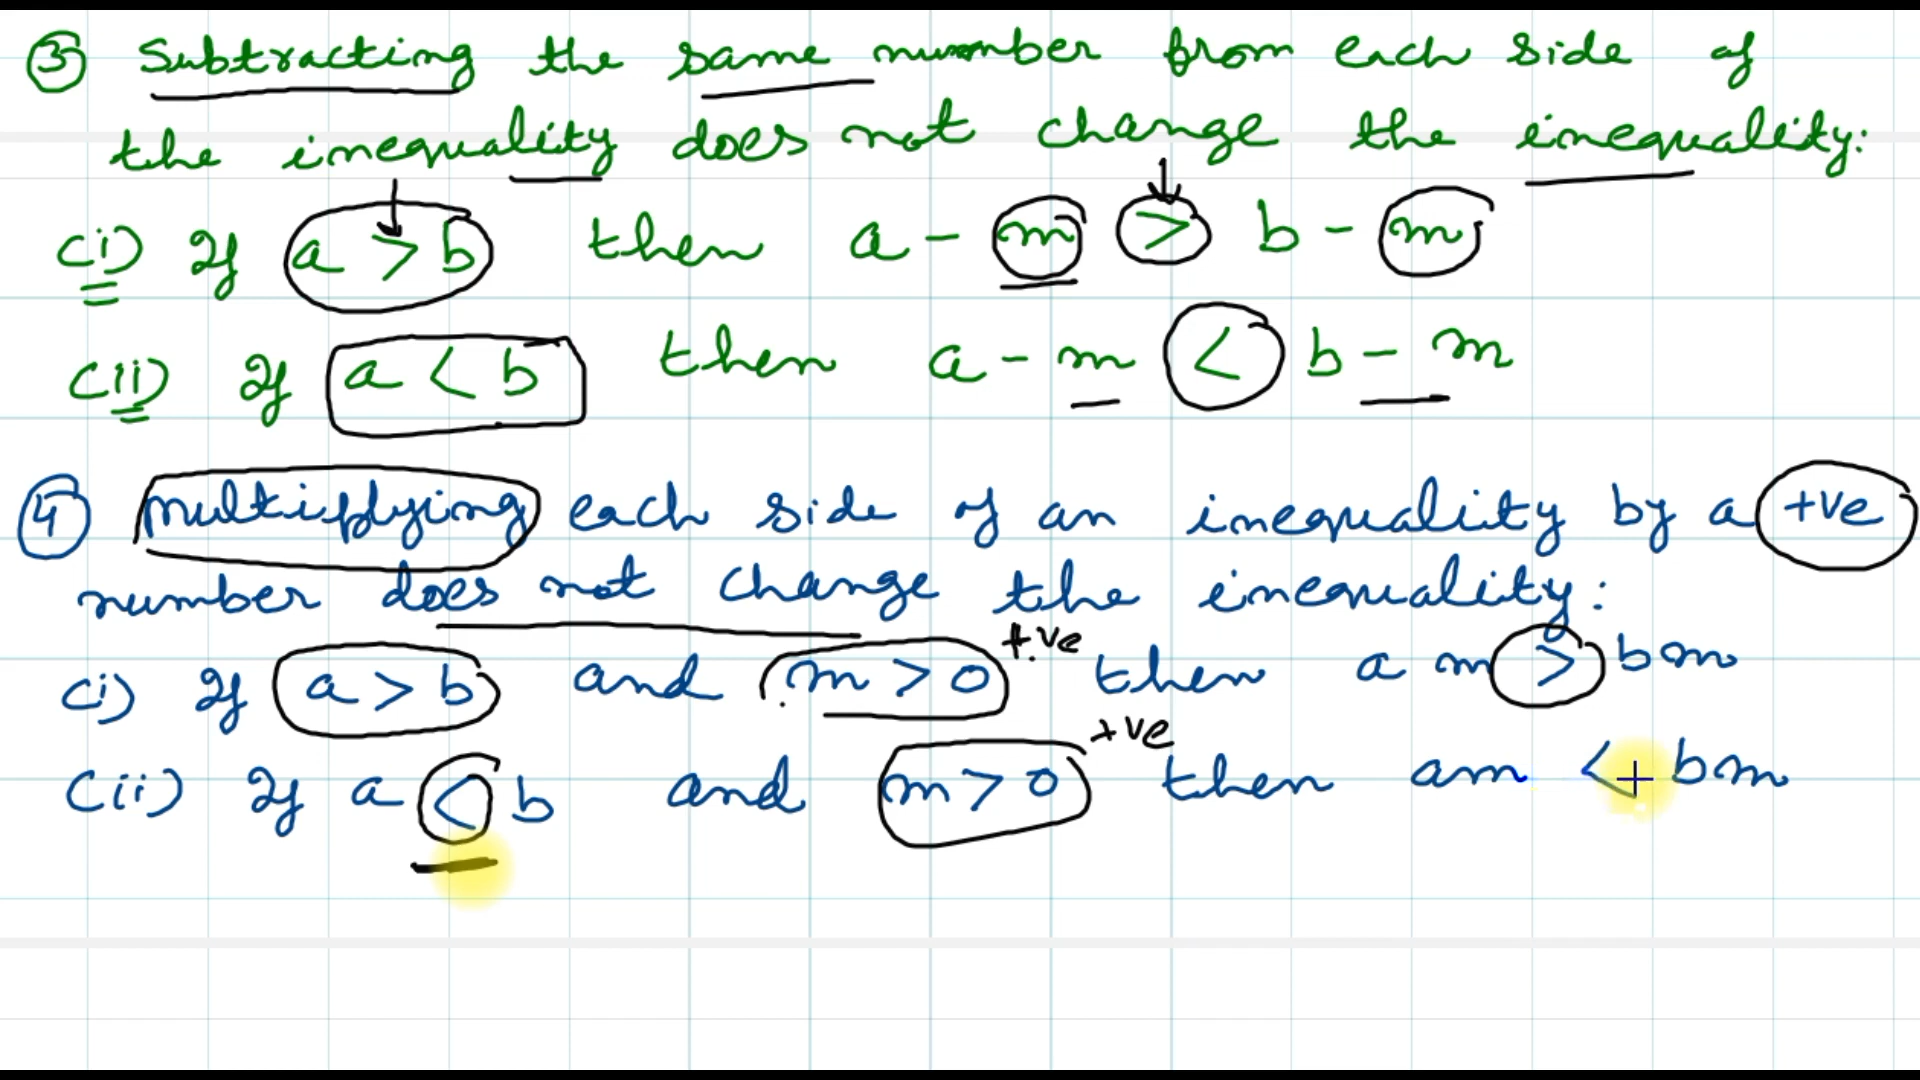 ③ Subtracting the same number from each side of
the inequality does not change the inequality:
(i) If a > b then a - m > b - m
(ii) If a < b then a - m < b - m
④ multiplying each side of an inequality by a +ve
number does not change the inequality:
(i) If a > b and m > 0 +ve then am > bm
(ii) If a < b and m > 0 +ve then am < bm